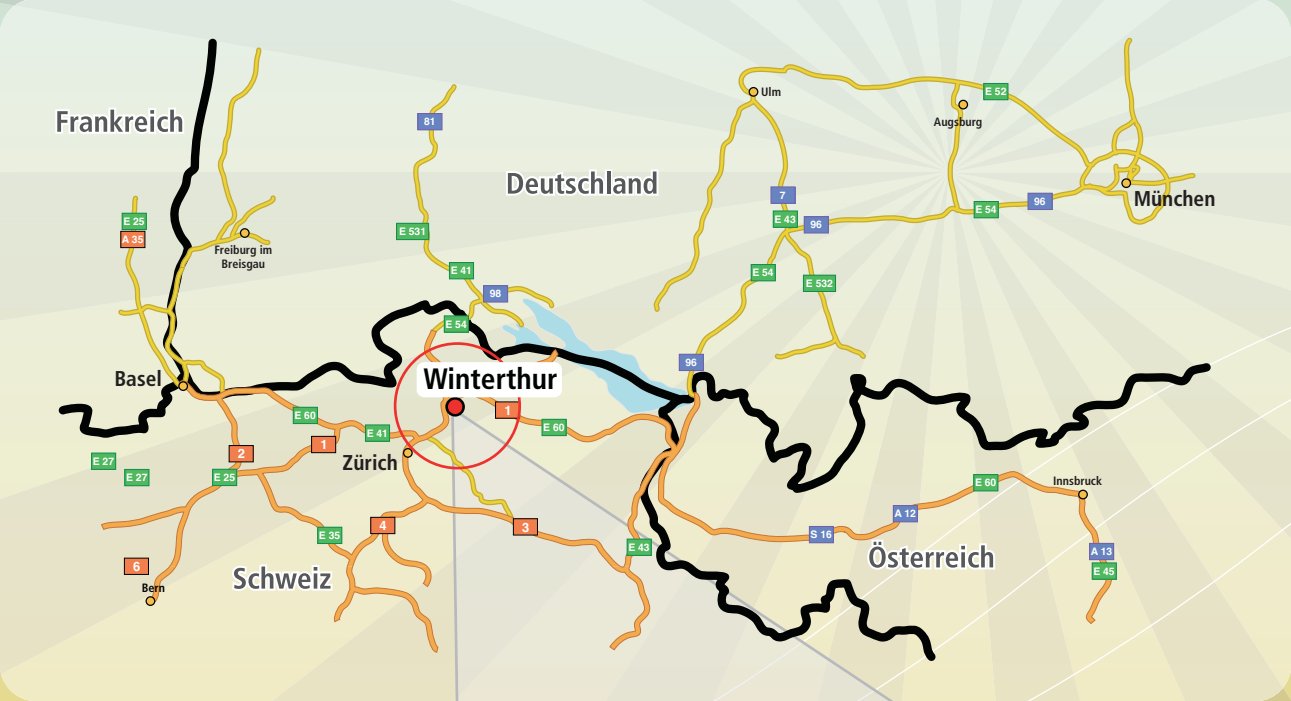 Ulm
E 52
Augsburg
Frankreich
81
Deutschland
7
München
E 54
96
E 25
A 35
E 43
96
E 531
Freiburg im
Breisgau
E 41
E 54
E 532
98
E 54
96
Basel
Winterthur
1
E 60
E 60
E 41
1
2
Zürich
E 27
E 27
E 25
E 60
Innsbruck
A 12
4
3
E 35
S 16
E 43
Österreich
A 13
E 45
6
Bern
Schweiz